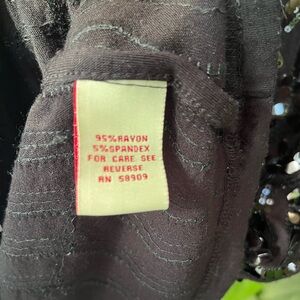 95%RAYON
5%SPANDEX
FOR CARE SEE
REVERSE
RN 58909